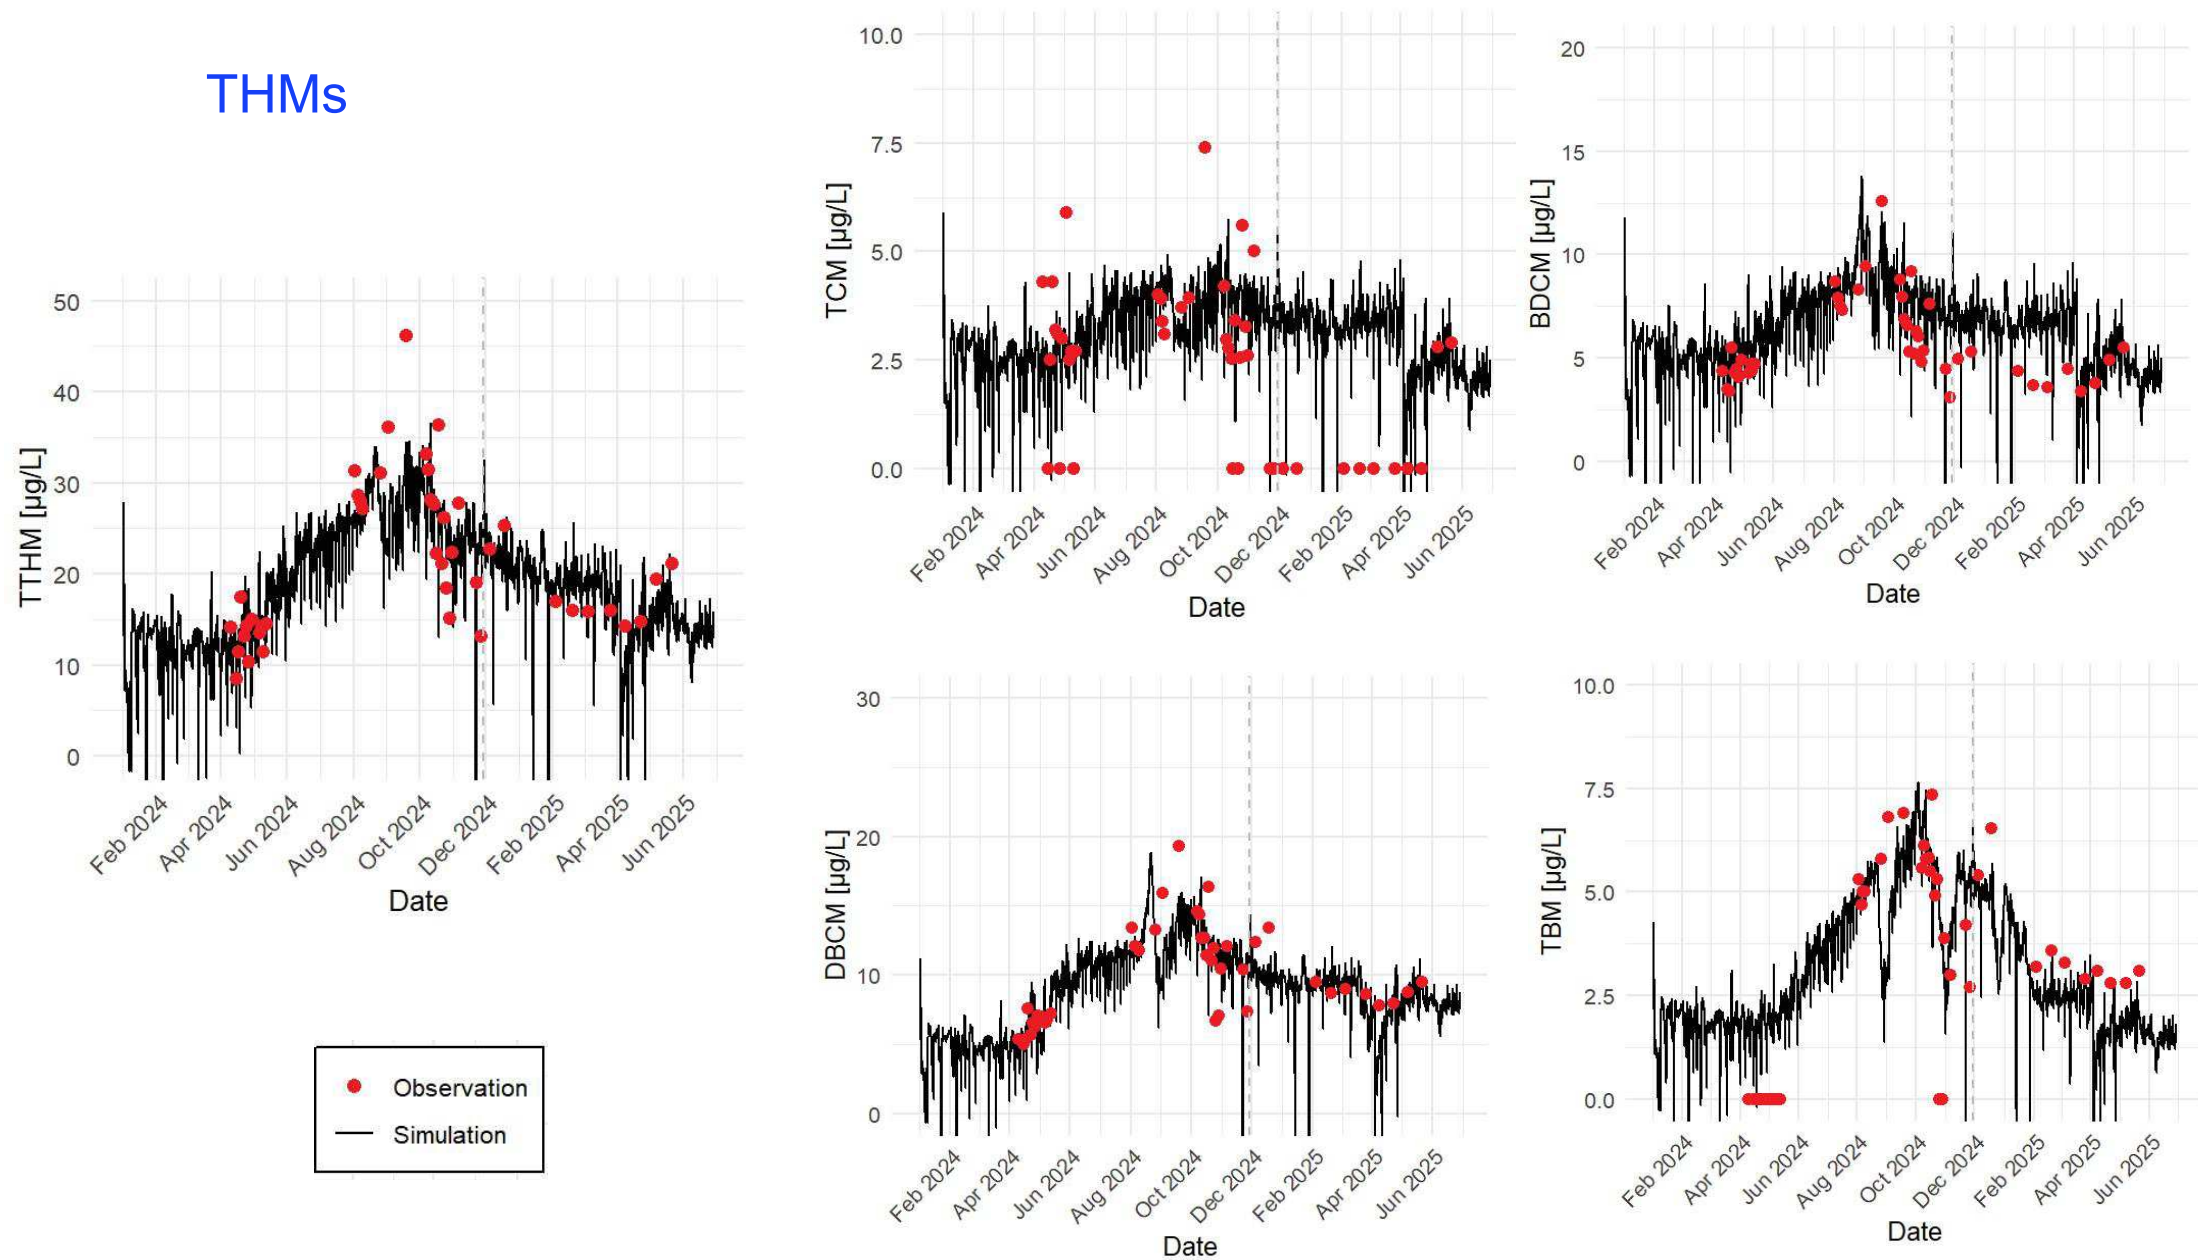 THMs
TTHM [µg/L]
50
40
30
20
10
0
Feb 2024
Apr 2024
Jun 2024
Aug 2024
Oct 2024
Dec 2024
Feb 2025
Apr 2025
Jun 2025
Date
Observation
Simulation
TCM [µg/L]
10.0
7.5
5.0
2.5
0.0
Feb 2024
Apr 2024
Jun 2024
Aug 2024
Oct 2024
Dec 2024
Feb 2025
Apr 2025
Jun 2025
Date
BDCM [µg/L]
20
15
10
5
0
Feb 2024
Apr 2024
Jun 2024
Aug 2024
Oct 2024
Dec 2024
Feb 2025
Apr 2025
Jun 2025
Date
DBCM [µg/L]
30
20
10
0
Feb 2024
Apr 2024
Jun 2024
Aug 2024
Oct 2024
Dec 2024
Feb 2025
Apr 2025
Jun 2025
Date
TBM [µg/L]
10.0
7.5
5.0
2.5
0.0
Feb 2024
Apr 2024
Jun 2024
Aug 2024
Oct 2024
Dec 2024
Feb 2025
Apr 2025
Jun 2025
Date